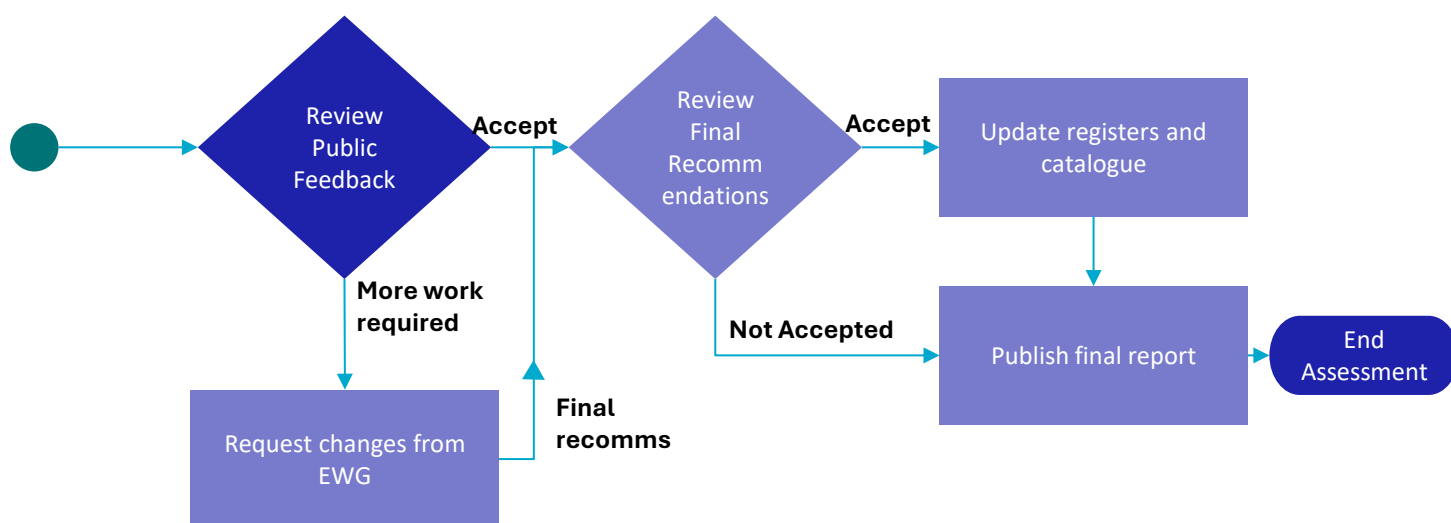 Review
Public
Feedback
Accept
Review
Final
Recomm
endations
Accept
Update registers and
catalogue
More work
required
Not Accepted
Publish final report
End
Assessment
Request changes from
EWG
Final
recomms